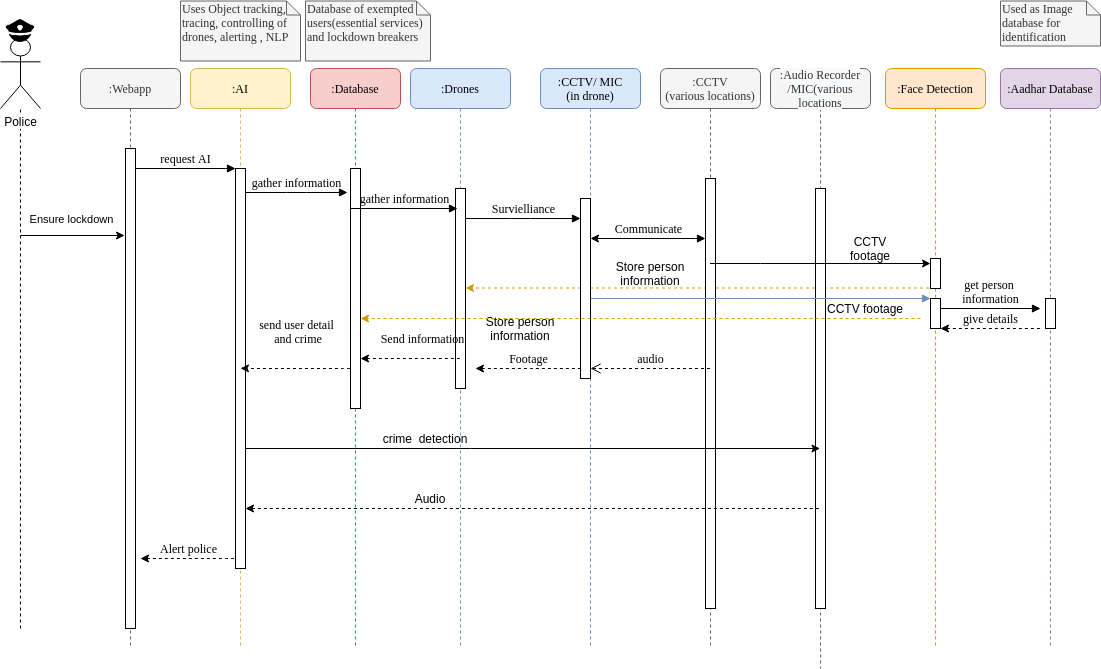 Uses Object tracking,
tracing, controlling of
drones, alerting , NLP
Database of exempted
users(essential services)
and lockdown breakers
Used as Image
database for
identification
Police
:Webapp
:AI
:Database
:Drones
:CCTV/ MIC
(in drone)
:CCTV
(various locations)
:Audio Recorder
/MIC(various
locations
:Face Detection
:Aadhar Database
request AI
gather information
gather information
Survielliance
Ensure lockdown
Communicate
CCTV
footage
Store person
information
get person
information
CCTV footage
give details
send user detail
and crime
Send information
Store person
information
Footage
audio
crime  detection
Audio
Alert police